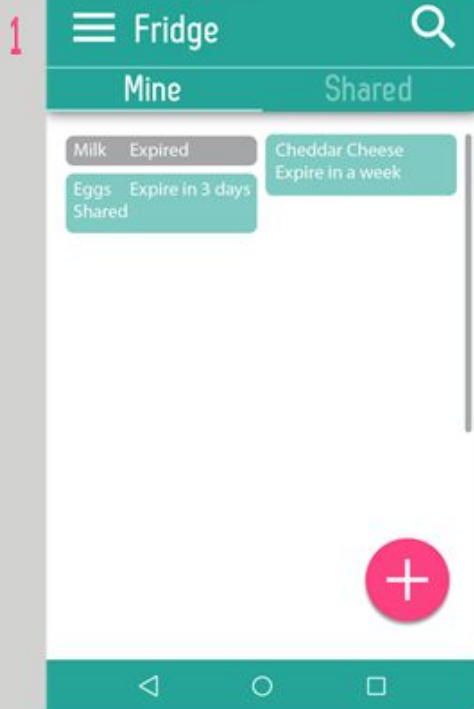 1
Fridge
Mine Shared
Milk Expired
Eggs Expire in 3 days
Shared
Cheddar Cheese
Expire in a week